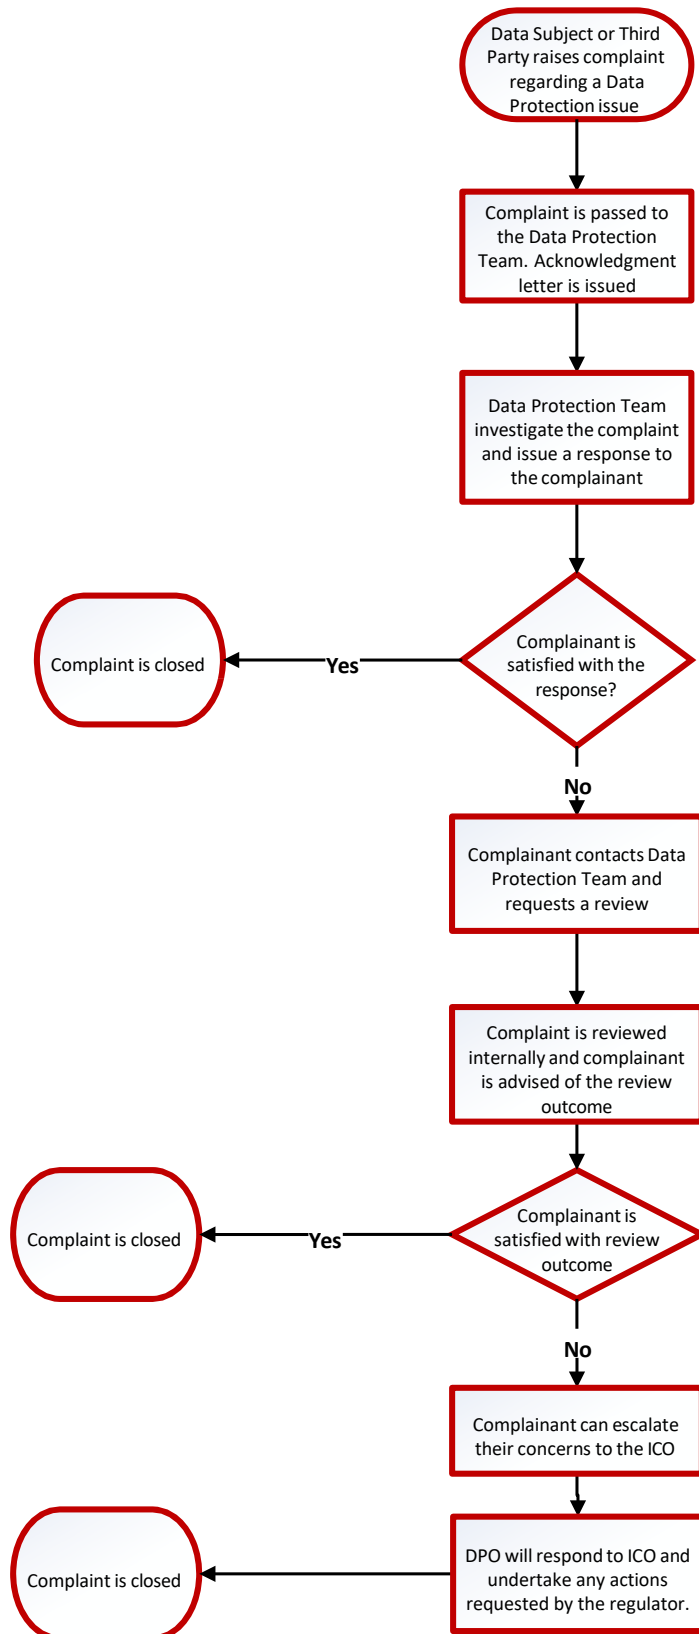 Data Subject or Third
Party raises complaint
regarding a Data
Protection issue
Complaint is passed to
the Data Protection
Team. Acknowledgment
letter is issued
Data Protection Team
investigate the complaint
and issue a response to
the complainant
Complainant is
satisfied with the
response?
Yes
Complaint is closed
No
Complainant contacts Data
Protection Team and
requests a review
Complaint is reviewed
internally and complainant
is advised of the review
outcome
Complainant is
satisfied with review
outcome
Yes
Complaint is closed
No
Complainant can escalate
their concerns to the ICO
DPO will respond to ICO and
undertake any actions
requested by the regulator.
Complaint is closed